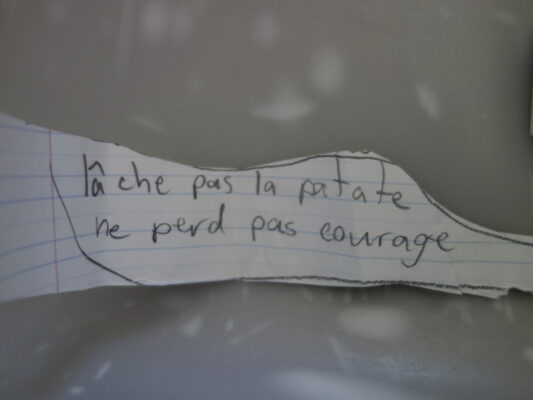 lâche pas la patate
ne perd pas courage